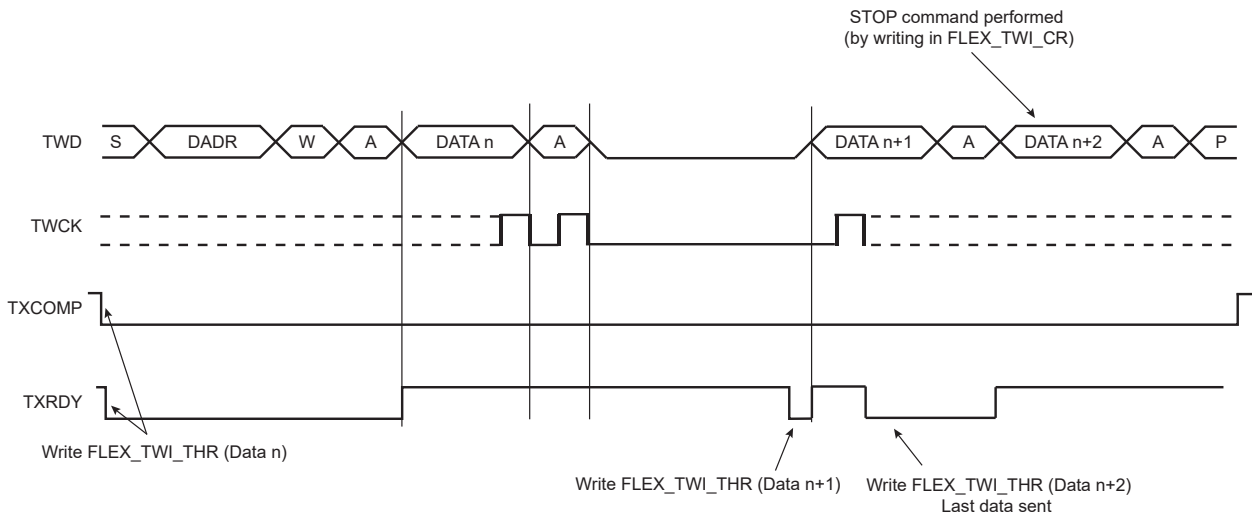 STOP command performed
(by writing in FLEX_TWI_CR)
TWD S DADR W A DATA n A DATA n+1 A DATA n+2 A P
TWCK
TXCOMP
TXRDY
Write FLEX_TWI_THR (Data n)
Write FLEX_TWI_THR (Data n+1) Write FLEX_TWI_THR (Data n+2)
Last data sent